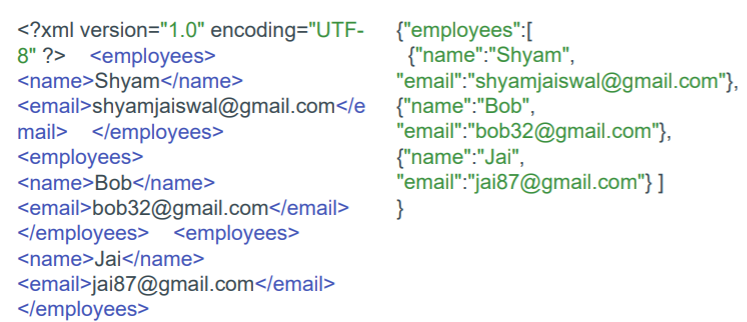 <?xml version="1.0" encoding="UTF-
8" ?> <employees>
<name>Shyam</name>
<email>shyamjaiswal@gmail.com</e
mail> </employees>
<employees>
<name>Bob</name>
<email>bob32@gmail.com</email>
</employees> <employees>
<name>Jai</name>
<email>jai87@gmail.com</email>
</employees>
{"employees":[
{"name":"Shyam",
"email":"shyamjaiswal@gmail.com"},
{"name":"Bob",
"email":"bob32@gmail.com"},
{"name":"Jai",
"email":"jai87@gmail.com"} ]
}